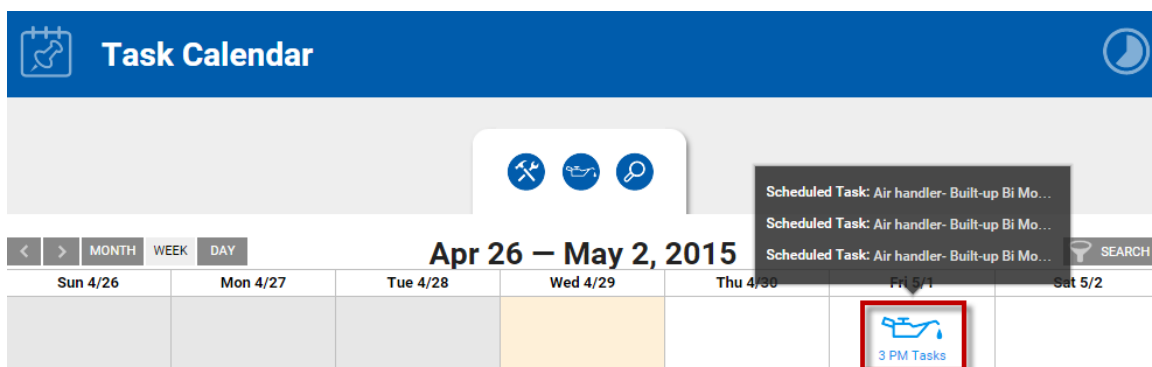 Task Calendar
Scheduled Task: Air handler- Built-up Bi Mo...
Scheduled Task: Air handler- Built-up Bi Mo...
Scheduled Task: Air handler- Built-up Bi Mo...
< > MONTH WEEK DAY Apr 26 — May 2, 2015 SEARCH
Sun 4/26 Mon 4/27 Tue 4/28 Wed 4/29 Thu 4/30 Fri 5/1 Sat 5/2
3 PM Tasks